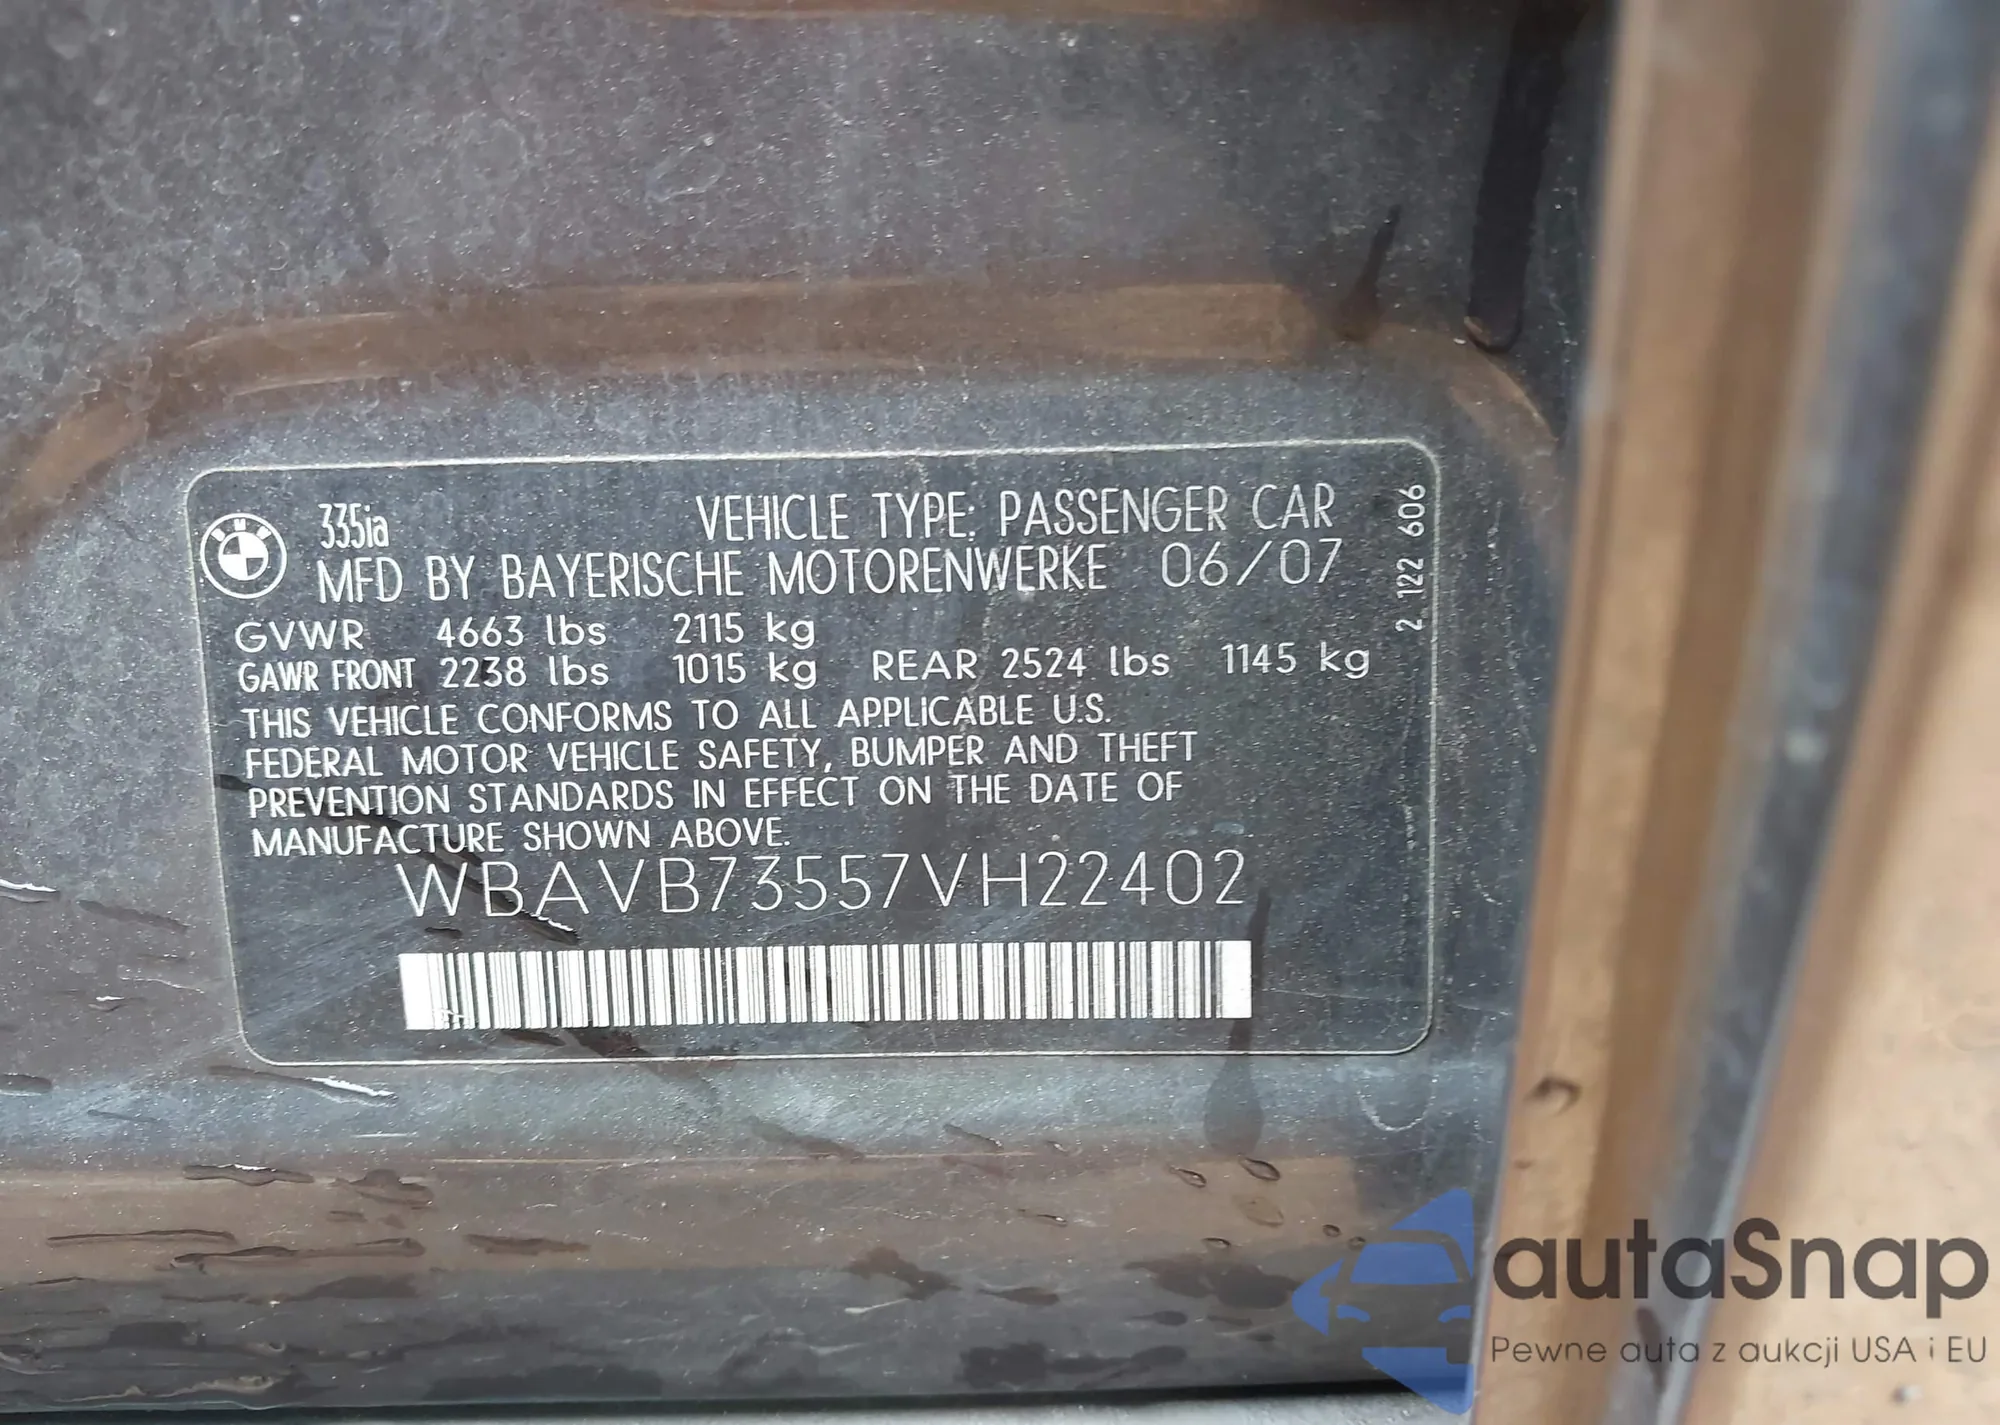 335ia VEHICLE TYPE: PASSENGER CAR
MFD BY BAYERISCHE MOTORENWERKE 06/07
GVWR 4663 lbs 2115 kg
GAWR FRONT 2238 lbs 1015 kg REAR 2524 lbs 1145 kg
THIS VEHICLE CONFORMS TO ALL APPLICABLE U.S.
FEDERAL MOTOR VEHICLE SAFETY, BUMPER AND THEFT
PREVENTION STANDARDS IN EFFECT ON THE DATE OF
MANUFACTURE SHOWN ABOVE.
WBAVB73557VH22402
2 122 606
autaSnap
Pewne auta z aukcji USA i EU